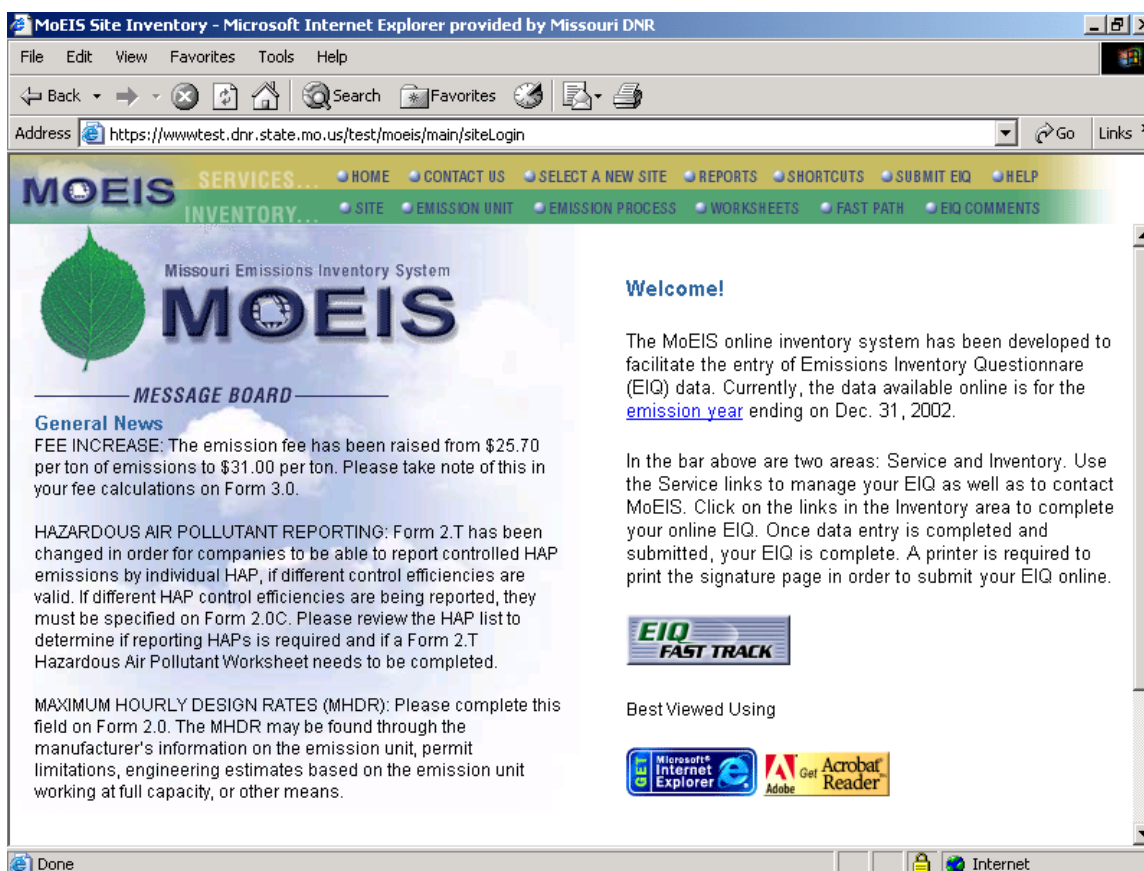 MoEIS Site Inventory - Microsoft Internet Explorer provided by Missouri DNR
File Edit View Favorites Tools Help
Back Search Favorites
Address https://wwwtest.dnr.state.mo.us/test/moeis/main/siteLogin Go Links
MOEIS SERVICES... HOME CONTACT US SELECT A NEW SITE REPORTS SHORTCUTS SUBMIT EIQ HELP
INVENTORY... SITE EMISSION UNIT EMISSION PROCESS WORKSHEETS FAST PATH EIQ COMMENTS
Missouri Emissions Inventory System
MOEIS
MESSAGE BOARD
General News
FEE INCREASE: The emission fee has been raised from $25.70
per ton of emissions to $31.00 per ton. Please take note of this in
your fee calculations on Form 3.0.
HAZARDOUS AIR POLLUTANT REPORTING: Form 2.T has been
changed in order for companies to be able to report controlled HAP
emissions by individual HAP, if different control efficiencies are
valid. If different HAP control efficiencies are being reported, they
must be specified on Form 2.0C. Please review the HAP list to
determine if reporting HAPs is required and if a Form 2.T
Hazardous Air Pollutant Worksheet needs to be completed.
MAXIMUM HOURLY DESIGN RATES (MHDR): Please complete this
field on Form 2.0. The MHDR may be found through the
manufacturer's information on the emission unit, permit
limitations, engineering estimates based on the emission unit
working at full capacity, or other means.
Welcome!
The MoEIS online inventory system has been developed to
facilitate the entry of Emissions Inventory Questionnare
(EIQ) data. Currently, the data available online is for the
emission year ending on Dec. 31, 2002.
In the bar above are two areas: Service and Inventory. Use
the Service links to manage your EIQ as well as to contact
MoEIS. Click on the links in the Inventory area to complete
your online EIQ. Once data entry is completed and
submitted, your EIQ is complete. A printer is required to
print the signature page in order to submit your EIQ online.
EIQ
FAST TRACK
Best Viewed Using
GET Microsoft Internet Explorer
Adobe Get Acrobat Reader
Done Internet